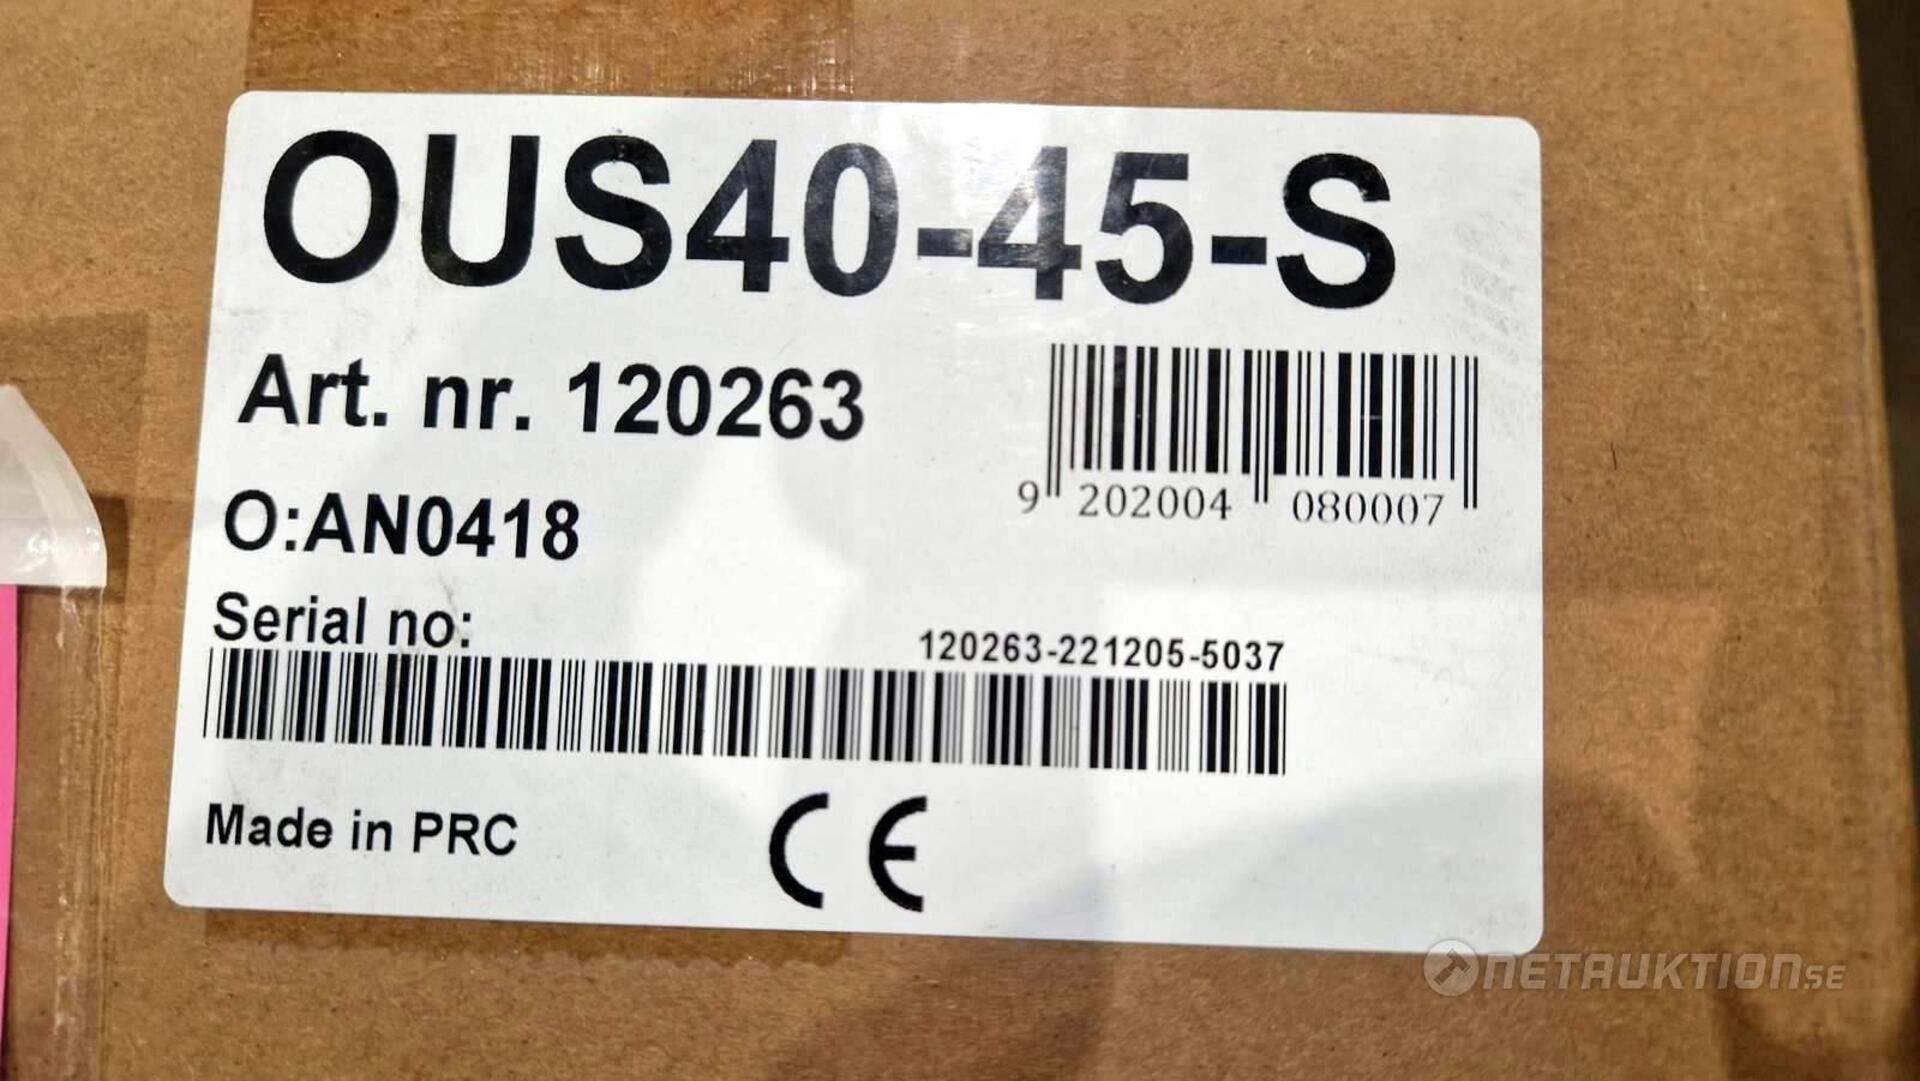 OUS40-45-S
Art. nr. 120263
9 202004 080007
O:AN0418
Serial no:
120263-221205-5037
Made in PRC
CE
NETAUKTION.SE